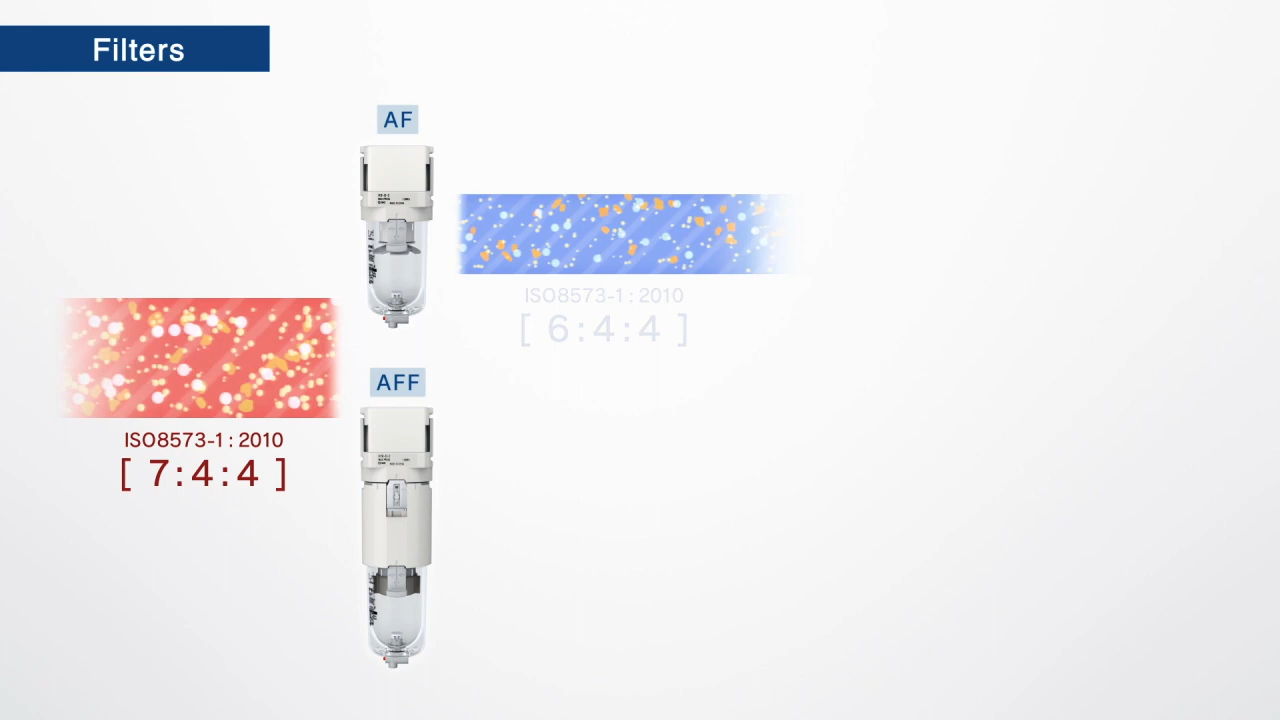 Filters
AF
ISO8573-1 : 2010
[ 6:4:4 ]
AFF
ISO8573-1 : 2010
[ 7:4:4 ]